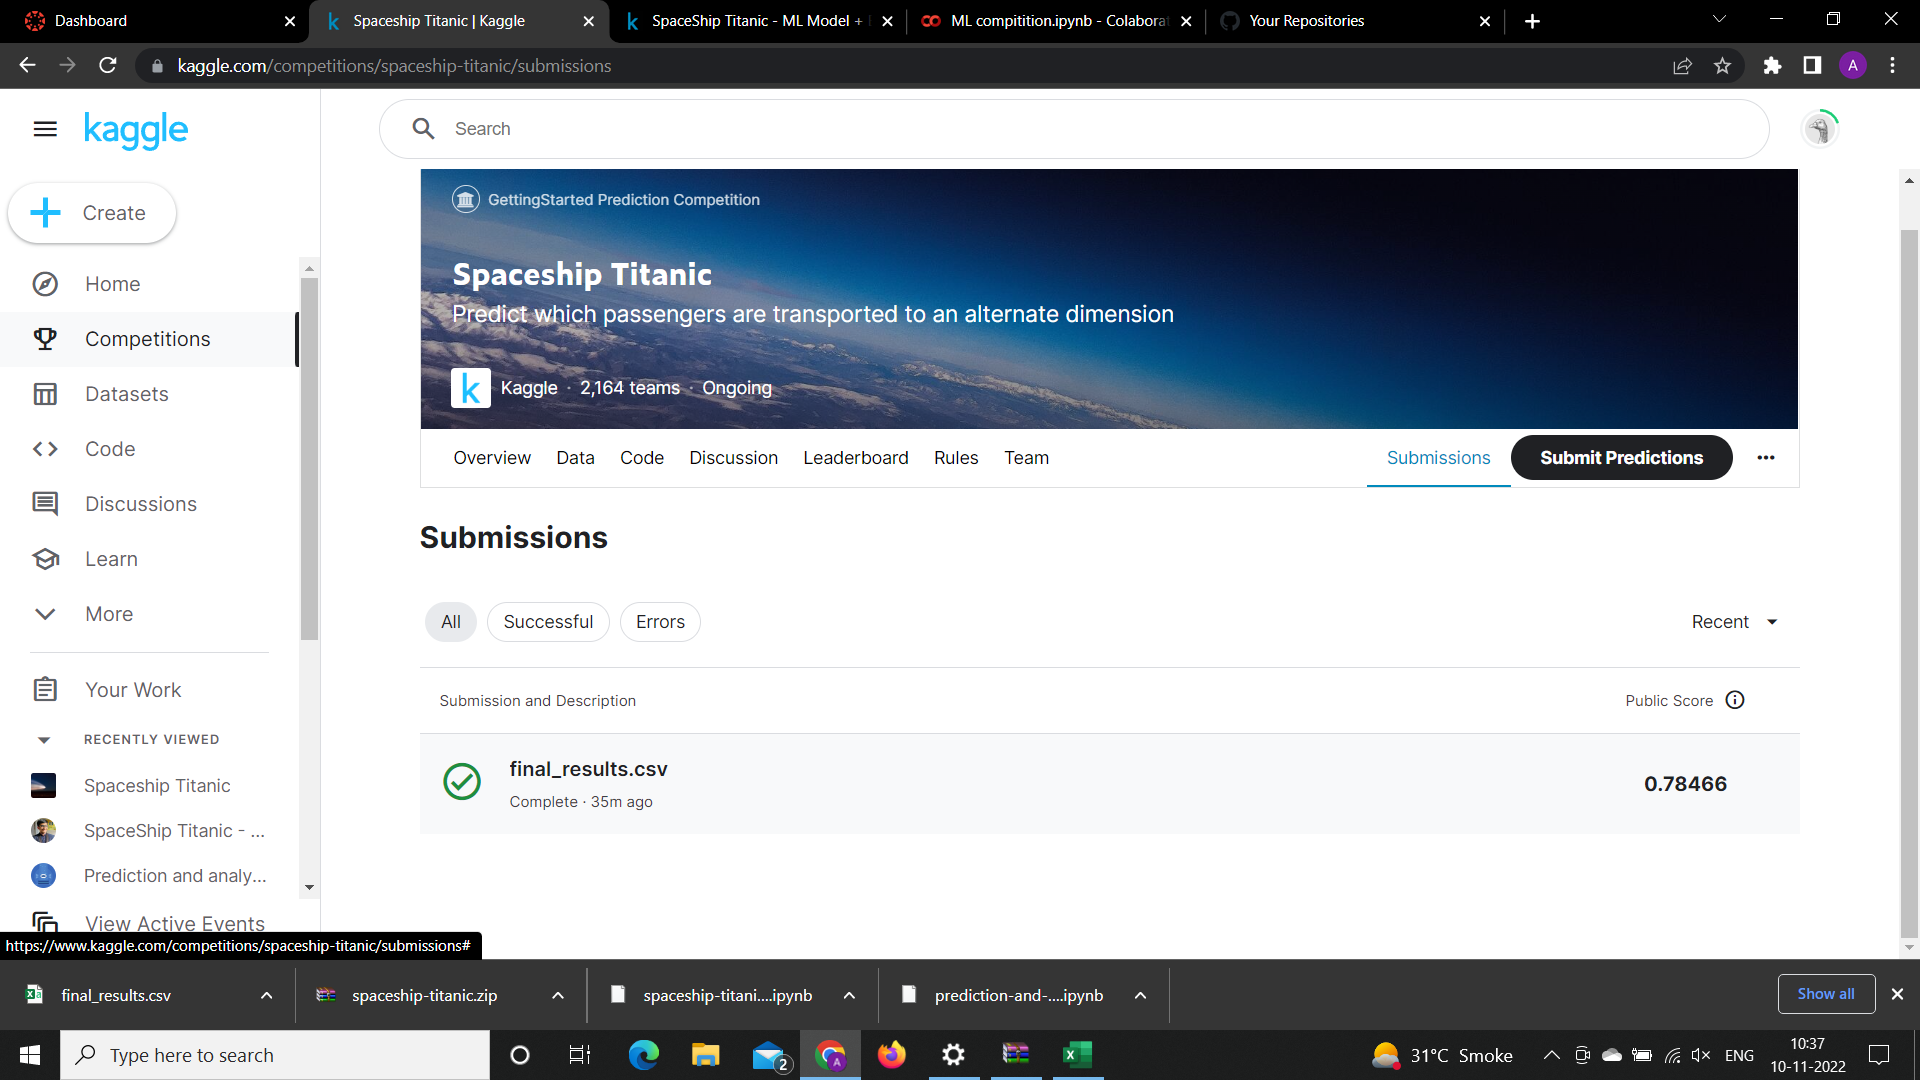 Dashboard
Spaceship Titanic | Kaggle
SpaceShip Titanic - ML Model +
ML compitition.ipynb - Colaborat
Your Repositories
kaggle.com/competitions/spaceship-titanic/submissions
A
kaggle
Search
Create
Home
Competitions
Datasets
Code
Discussions
Learn
More
Your Work
RECENTLY VIEWED
Spaceship Titanic
SpaceShip Titanic - ...
Prediction and analy...
View Active Events
GettingStarted Prediction Competition
Spaceship Titanic
Predict which passengers are transported to an alternate dimension
k
Kaggle · 2,164 teams · Ongoing
Overview Data Code Discussion Leaderboard Rules Team Submissions Submit Predictions
Submissions
All Successful Errors Recent
Submission and Description Public Score
final_results.csv
Complete · 35m ago
0.78466
https://www.kaggle.com/competitions/spaceship-titanic/submissions#
final_results.csv
spaceship-titanic.zip
spaceship-titani....ipynb
prediction-and-....ipynb
Show all
Type here to search
2
A
31°C Smoke
ENG
10:37
10-11-2022